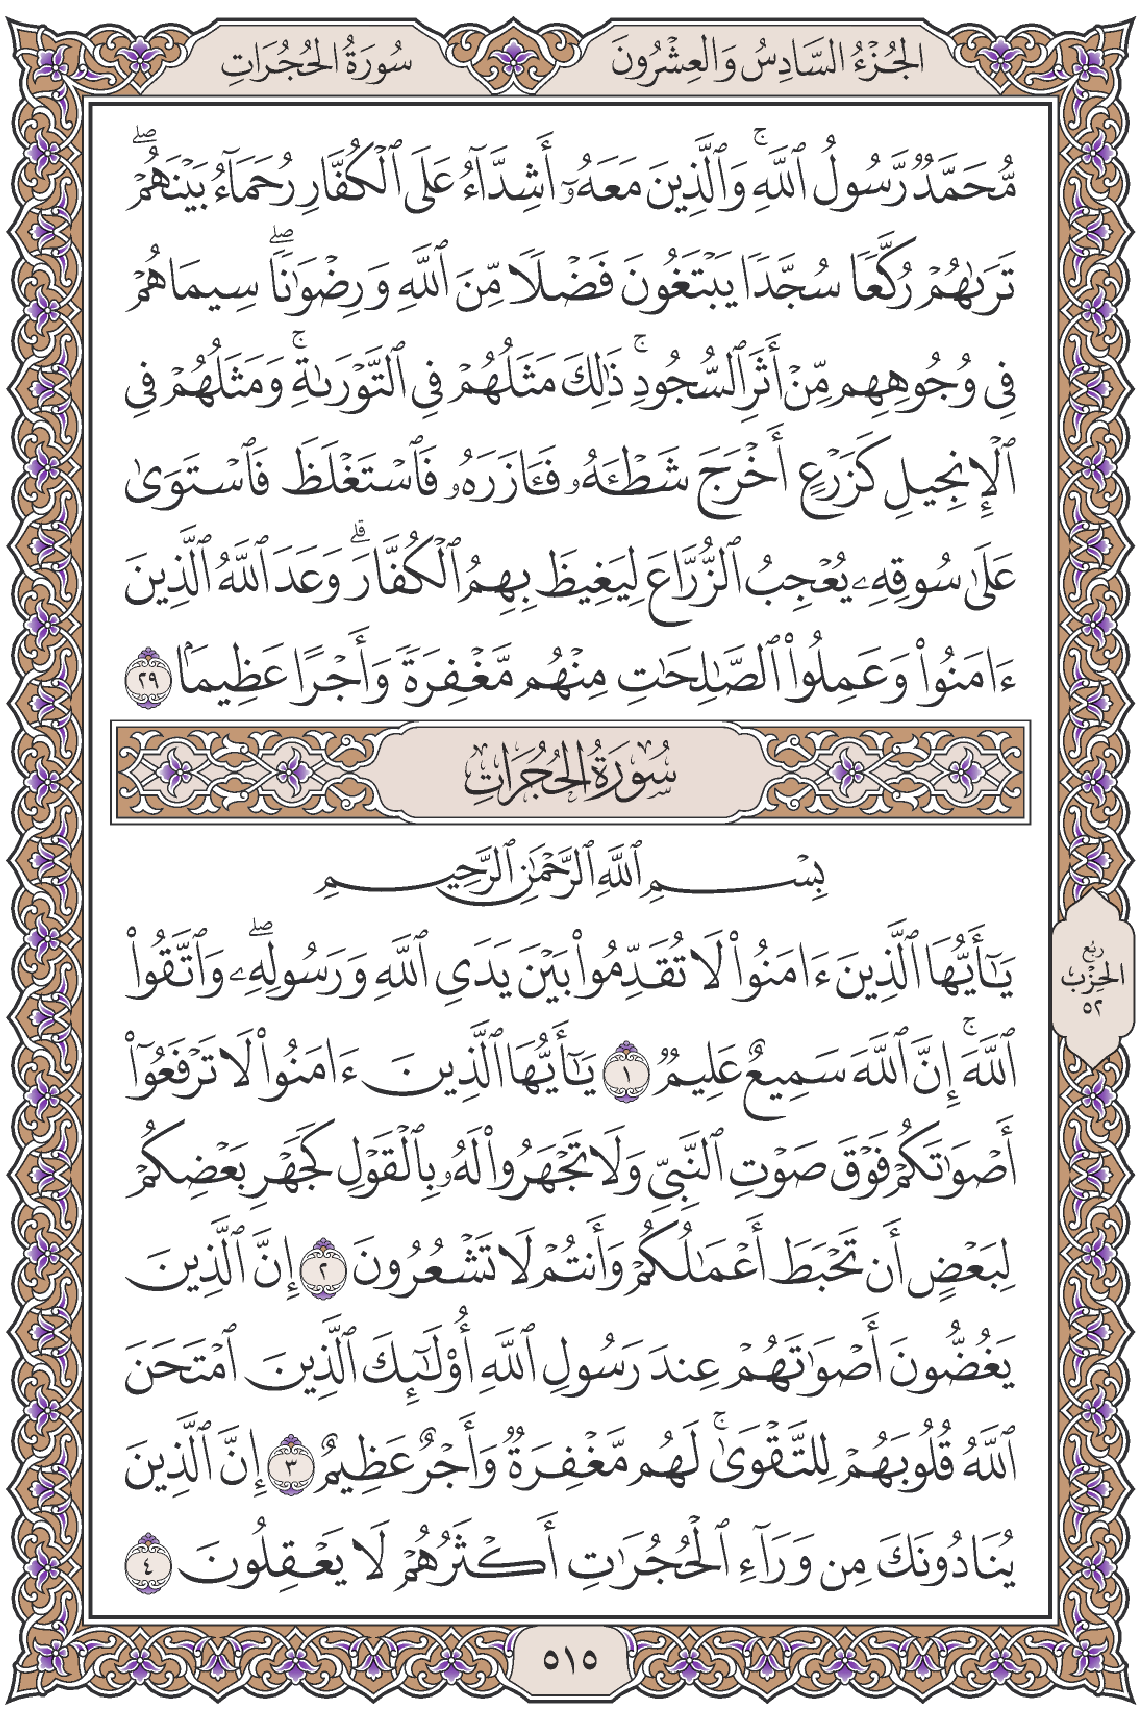 الجُزْءُ السَّادِسُ وَالعِشْرُونَ
سُورَةُ الحُجُرَاتِ
مُّحَمَّدٌ رَّسُولُ ٱللَّهِۚ وَٱلَّذِينَ مَعَهُۥٓ أَشِدَّآءُ عَلَى ٱلْكُفَّارِ رُحَمَآءُ بَيْنَهُمْۖ
تَرَىٰهُمْ رُكَّعًا سُجَّدًا يَبْتَغُونَ فَضْلًا مِّنَ ٱللَّهِ وَرِضْوَٰنًاۖ سِيمَاهُمْ
فِى وُجُوهِهِم مِّنْ أَثَرِ ٱلسُّجُودِۚ ذَٰلِكَ مَثَلُهُمْ فِى ٱلتَّوْرَىٰةِۚ وَمَثَلُهُمْ فِى
ٱلْإِنجِيلِ كَزَرْعٍ أَخْرَجَ شَطْـَٔهُۥ فَـَٔازَرَهُۥ فَٱسْتَغْلَظَ فَٱسْتَوَىٰ
عَلَىٰ سُوقِهِۦ يُعْجِبُ ٱلزُّرَّاعَ لِيَغِيظَ بِهِمُ ٱلْكُفَّارَۗ وَعَدَ ٱللَّهُ ٱلَّذِينَ
ءَامَنُوا۟ وَعَمِلُوا۟ ٱلصَّٰلِحَٰتِ مِنْهُم مَّغْفِرَةً وَأَجْرًا عَظِيمًۢا ٢٩
سُورَةُ الحُجُرَاتِ
بِسْمِ ٱللَّهِ ٱلرَّحْمَٰنِ ٱلرَّحِيمِ
يَٰٓأَيُّهَا ٱلَّذِينَ ءَامَنُوا۟ لَا تُقَدِّمُوا۟ بَيْنَ يَدَىِ ٱللَّهِ وَرَسُولِهِۦۖ وَٱتَّقُوا۟
ٱللَّهَۚ إِنَّ ٱللَّهَ سَمِيعٌ عَلِيمٌ ١ يَٰٓأَيُّهَا ٱلَّذِينَ ءَامَنُوا۟ لَا تَرْفَعُوٓا۟
أَصْوَٰتَكُمْ فَوْقَ صَوْتِ ٱلنَّبِىِّ وَلَا تَجْهَرُوا۟ لَهُۥ بِٱلْقَوْلِ كَجَهْرِ بَعْضِكُمْ
لِبَعْضٍ أَن تَحْبَطَ أَعْمَٰلُكُمْ وَأَنتُمْ لَا تَشْعُرُونَ ٢ إِنَّ ٱلَّذِينَ
يَغُضُّونَ أَصْوَٰتَهُمْ عِندَ رَسُولِ ٱللَّهِ أُو۟لَٰٓئِكَ ٱلَّذِينَ ٱمْتَحَنَ
ٱللَّهُ قُلُوبَهُمْ لِلتَّقْوَىٰۚ لَهُم مَّغْفِرَةٌ وَأَجْرٌ عَظِيمٌ ٣ إِنَّ ٱلَّذِينَ
يُنَادُونَكَ مِن وَرَآءِ ٱلْحُجُرَٰتِ أَكْثَرُهُمْ لَا يَعْقِلُونَ ٤
ربع
الحِزْب
٥٢
٥١٥